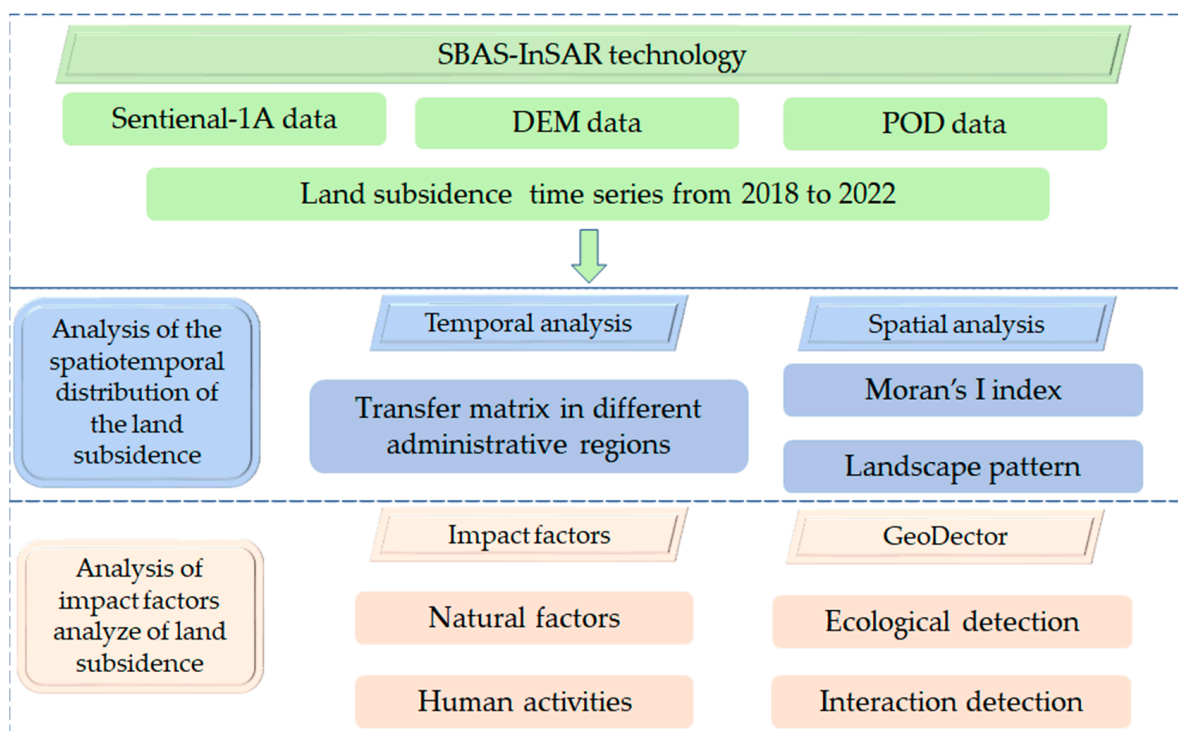 SBAS-InSAR technology
Sentienal-1A data
DEM data
POD data
Land subsidence time series from 2018 to 2022
Analysis of the
spatiotemporal
distribution of
the land
subsidence
Temporal analysis
Transfer matrix in different
administrative regions
Spatial analysis
Moran's I index
Landscape pattern
Analysis of
impact factors
analyze of land
subsidence
Impact factors
Natural factors
Human activities
GeoDector
Ecological detection
Interaction detection